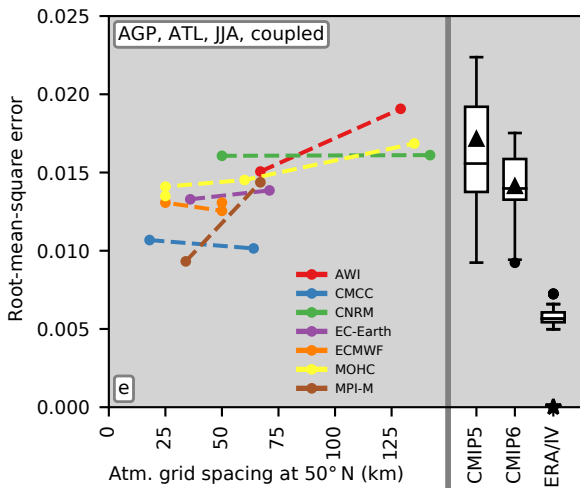 AGP, ATL, JJA, coupled
Root-mean-square error
0.025
0.020
0.015
0.010
0.005
0.000
AWI
CMCC
CNRM
EC-Earth
ECMWF
MOHC
MPI-M
e
0
25
50
75
100
125
CMIP5
CMIP6
ERA/IV
Atm. grid spacing at 50° N (km)